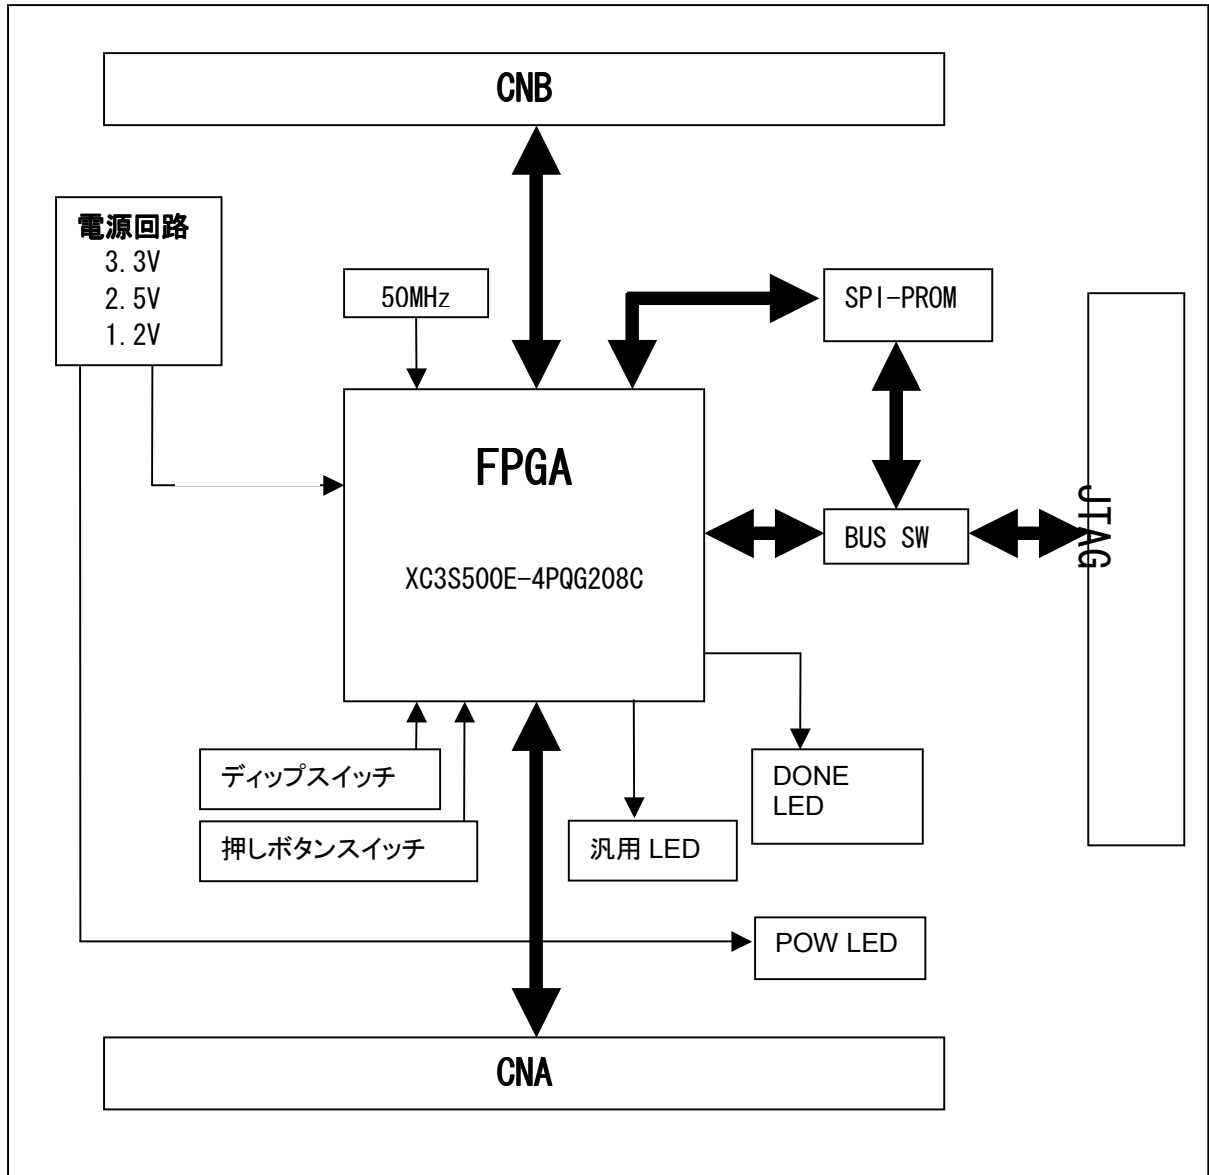 CNB
電源回路
3.3V
2.5V
1.2V
50MHz
SPI-PROM
FPGA
XC3S500E-4PQG208C
BUS SW
JTAG
ディップスイッチ
押しボタンスイッチ
汎用 LED
DONE
LED
POW LED
CNA